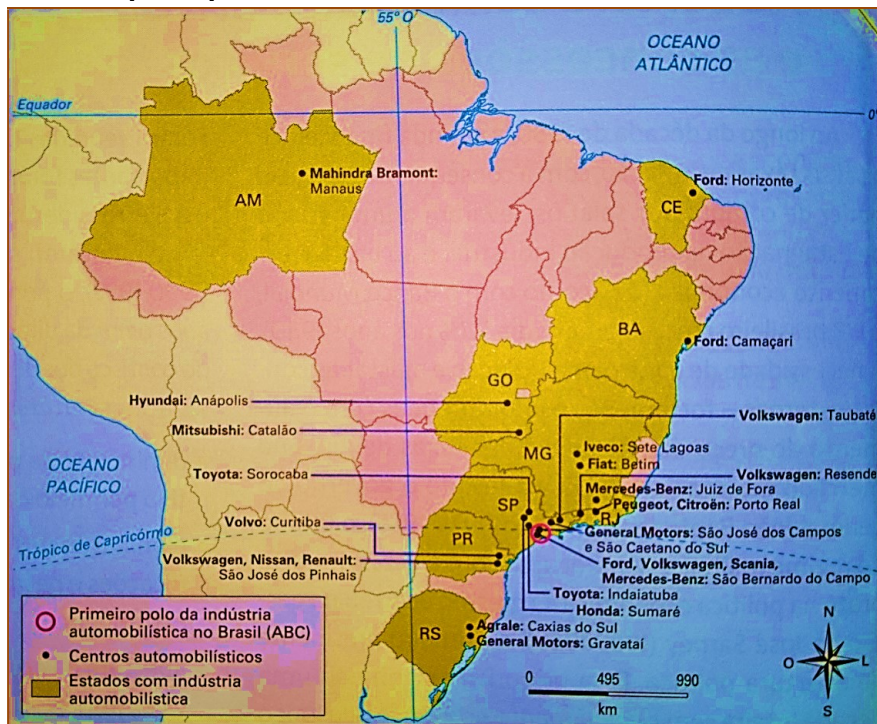 55° O
OCEANO
ATLÂNTICO
Equador
0°
Mahindra Bramont:
Manaus
AM
Ford: Horizonte
CE
BA
Ford: Camaçari
GO
Hyundai: Anápolis
Volkswagen: Taubaté
Mitsubishi: Catalão
MG
Iveco: Sete Lagoas
Fiat: Betim
OCEANO
PACÍFICO
Toyota: Sorocaba
Volkswagen: Resende
Mercedes-Benz: Juiz de Fora
Peugeot, Citroën: Porto Real
SP
RJ
Volvo: Curitiba
Trópico de Capricórnio
PR
General Motors: São José dos Campos
e São Caetano do Sul
Volkswagen, Nissan, Renault:
São José dos Pinhais
Ford, Volkswagen, Scania,
Mercedes-Benz: São Bernardo do Campo
Toyota: Indaiatuba
Honda: Sumaré
RS
Agrale: Caxias do Sul
General Motors: Gravataí
Primeiro polo da indústria
automobilística no Brasil (ABC)
Centros automobilísticos
Estados com indústria
automobilística
0 495 990
km
N
O L
S